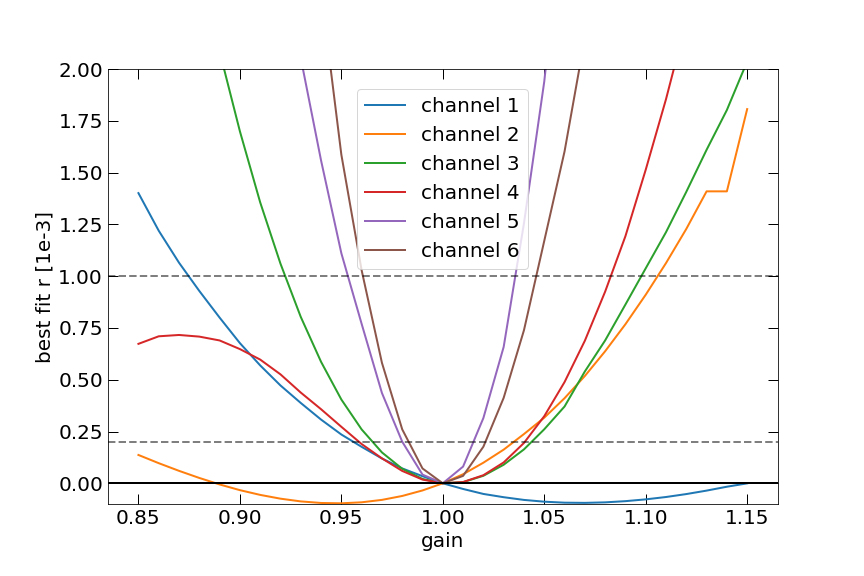 2.00
1.75
1.50
1.25
1.00
0.75
0.50
0.25
0.00
best fit r [1e-3]
channel 1
channel 2
channel 3
channel 4
channel 5
channel 6
0.85 0.90 0.95 1.00 1.05 1.10 1.15
gain